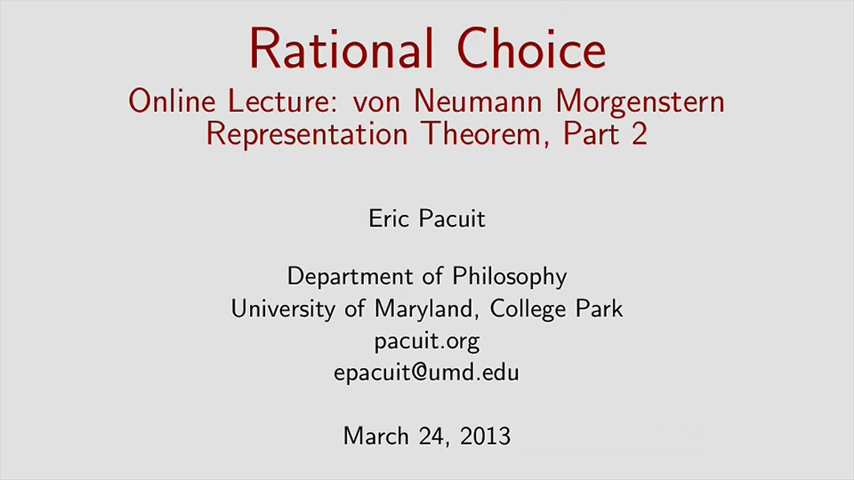 Rational Choice
Online Lecture: von Neumann Morgenstern
Representation Theorem, Part 2
Eric Pacuit
Department of Philosophy
University of Maryland, College Park
pacuit.org
epacuit@umd.edu
March 24, 2013